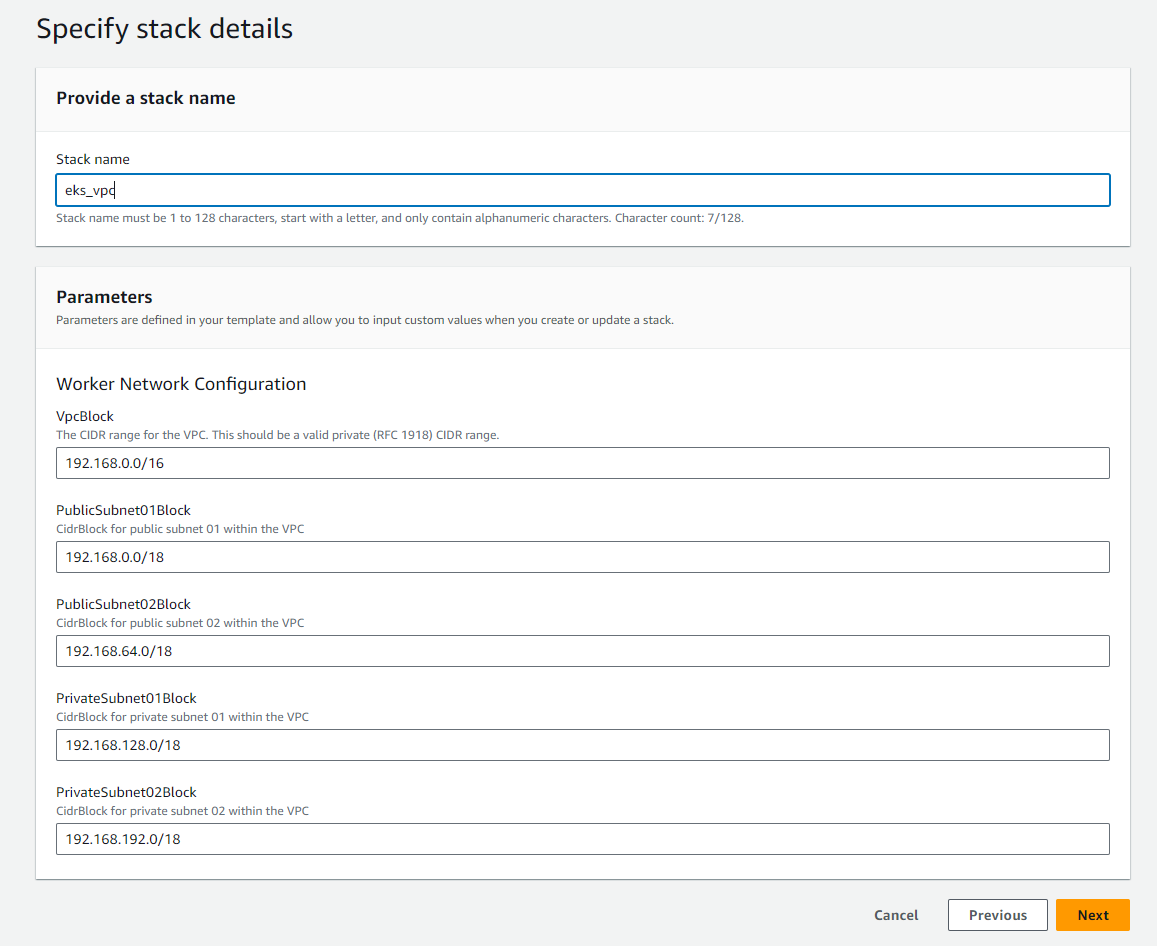 Specify stack details
Provide a stack name
Stack name
eks_vpc
Stack name must be 1 to 128 characters, start with a letter, and only contain alphanumeric characters. Character count: 7/128.
Parameters
Parameters are defined in your template and allow you to input custom values when you create or update a stack.
Worker Network Configuration
VpcBlock
The CIDR range for the VPC. This should be a valid private (RFC 1918) CIDR range.
192.168.0.0/16
PublicSubnet01Block
CidrBlock for public subnet 01 within the VPC
192.168.0.0/18
PublicSubnet02Block
CidrBlock for public subnet 02 within the VPC
192.168.64.0/18
PrivateSubnet01Block
CidrBlock for private subnet 01 within the VPC
192.168.128.0/18
PrivateSubnet02Block
CidrBlock for private subnet 02 within the VPC
192.168.192.0/18
Cancel Previous Next